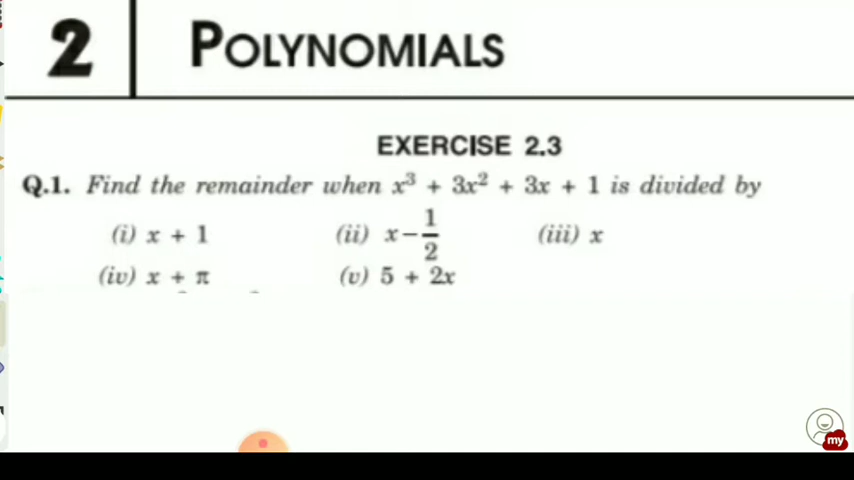 2 POLYNOMIALS
EXERCISE 2.3
Q.1. Find the remainder when x³ + 3x² + 3x + 1 is divided by
(i) x + 1 (ii) x − 1/2 (iii) x
(iv) x + π (v) 5 + 2x
my